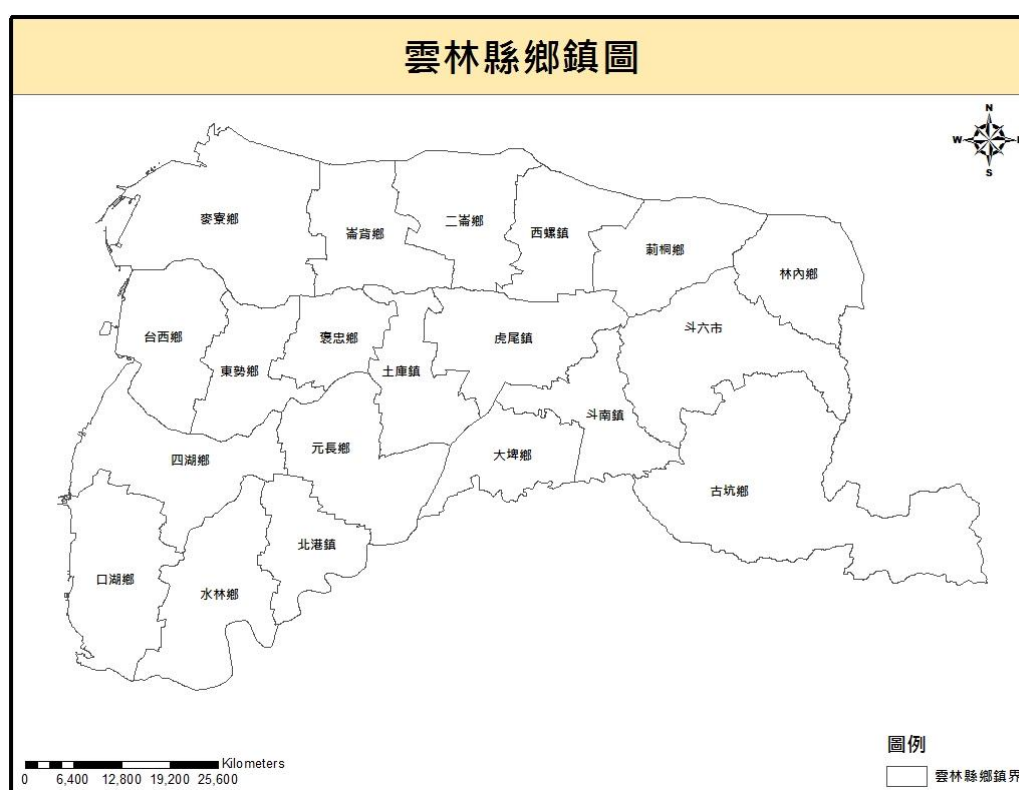 雲林縣鄉鎮圖
N
W
S
麥寮鄉
崙背鄉
二崙鄉
西螺鎮
莿桐鄉
林內鄉
台西鄉
東勢鄉
褒忠鄉
土庫鎮
虎尾鎮
斗六市
四湖鄉
元長鄉
大埤鄉
斗南鎮
古坑鄉
口湖鄉
水林鄉
北港鎮
Kilometers
0 6,400 12,800 19,200 25,600
圖例
雲林縣鄉鎮界